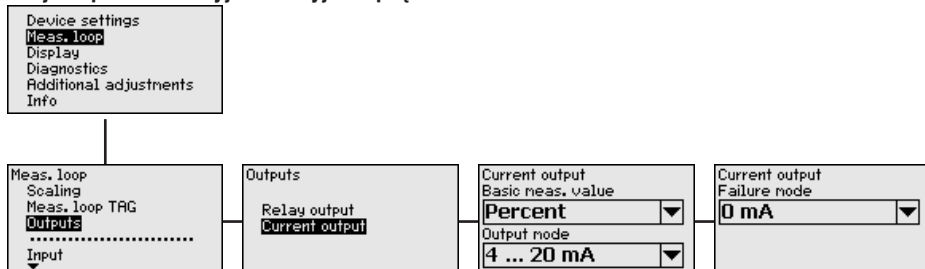 Device settings
Meas. loop
Display
Diagnostics
Additional adjustments
Info
Meas. loop
Scaling
Meas. loop TAG
Outputs
Input
Outputs
Relay output
Current output
Current output
Basic meas. value
Percent
Output mode
4 ... 20 mA
Current output
Failure mode
0 mA